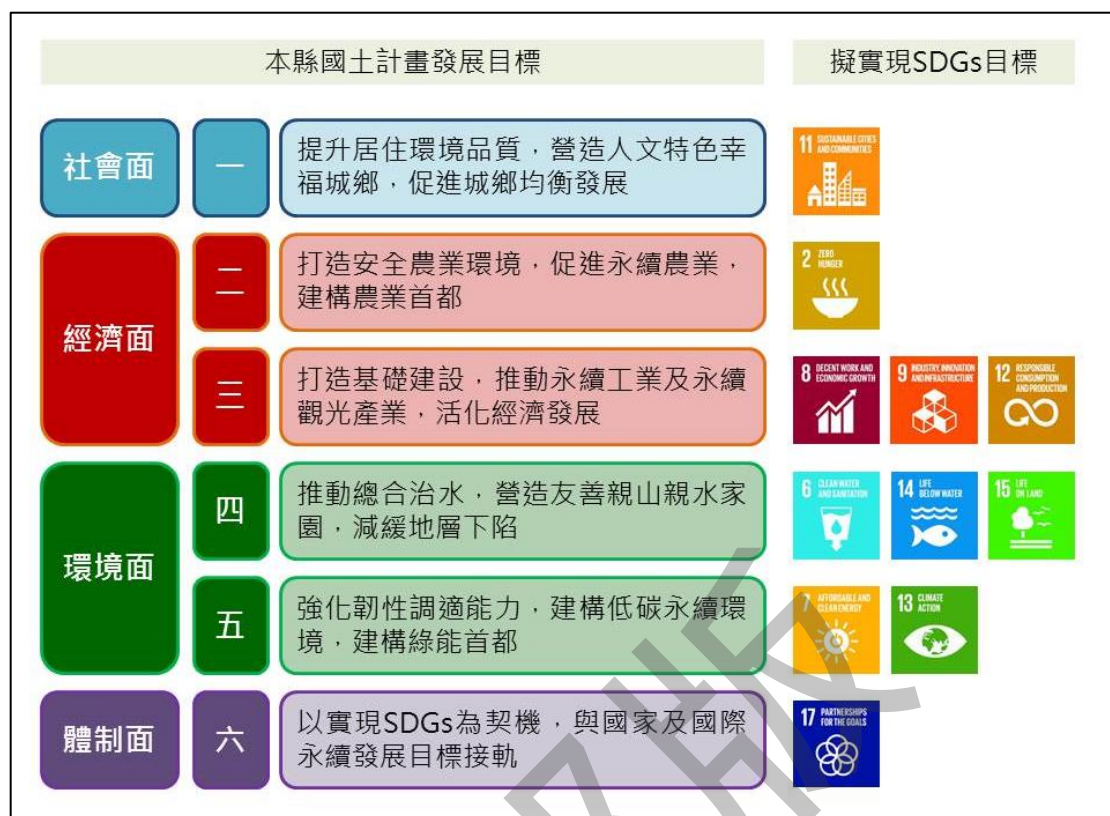 本縣國土計畫發展目標
擬實現SDGs目標
社會面
一
提升居住環境品質，營造人文特色幸
福城鄉，促進城鄉均衡發展
11 SUSTAINABLE CITIES
AND COMMUNITIES
經濟面
二
打造安全農業環境，促進永續農業，
建構農業首都
2 ZERO
HUNGER
三
打造基礎建設，推動永續工業及永續
觀光產業，活化經濟發展
8 DECENT WORK AND
ECONOMIC GROWTH
9 INDUSTRY, INNOVATION
AND INFRASTRUCTURE
12 RESPONSIBLE
CONSUMPTION
AND PRODUCTION
環境面
四
推動總合治水，營造友善親山親水家
園，減緩地層下陷
6 CLEAN WATER
AND SANITATION
14 LIFE
BELOW WATER
15 LIFE
ON LAND
五
強化韌性調適能力，建構低碳永續環
境，建構綠能首都
7 AFFORDABLE AND
CLEAN ENERGY
13 CLIMATE
ACTION
體制面
六
以實現SDGs為契機，與國家及國際
永續發展目標接軌
17 PARTNERSHIPS
FOR THE GOALS
版